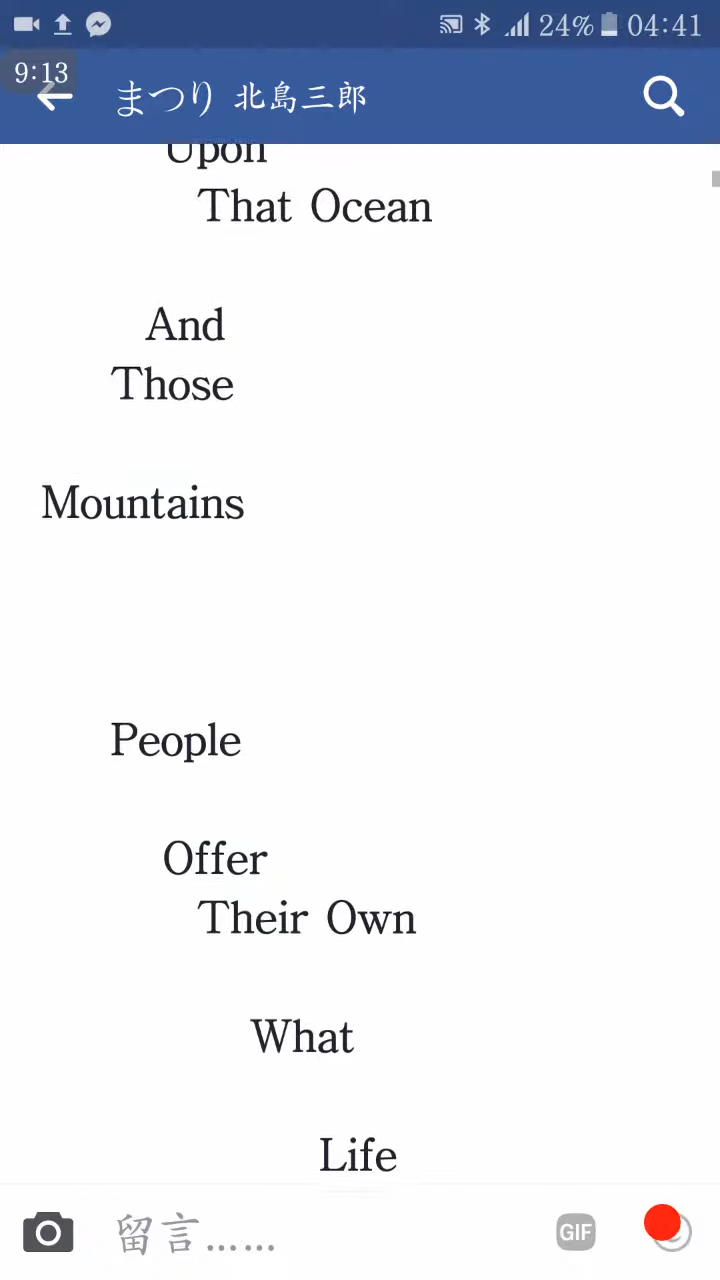 24% 04:41
9:13
まつり 北島三郎
Upon
That Ocean
And
Those
Mountains
People
Offer
Their Own
What
Life
留言......
GIF